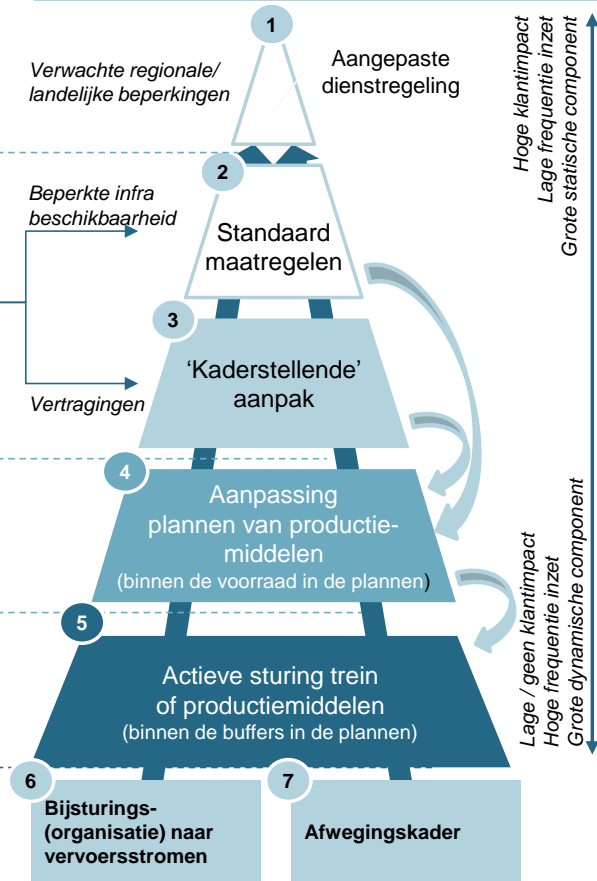 1
Aangepaste
dienstregeling
Verwachte regionale/
landelijke beperkingen
Hoge klantimpact
Lage frequentie inzet
Grote statische component
2
Beperkte infra
beschikbaarheid
Standaard
maatregelen
3
'Kaderstellende'
aanpak
Vertragingen
4
Aanpassing
plannen van productie-
middelen
(binnen de voorraad in de plannen)
5
Actieve sturing trein
of productiemiddelen
(binnen de buffers in de plannen)
Lage / geen klantimpact
Hoge frequentie inzet
Grote dynamische component
6
Bijsturings-
(organisatie) naar
vervoersstromen
7
Afwegingskader